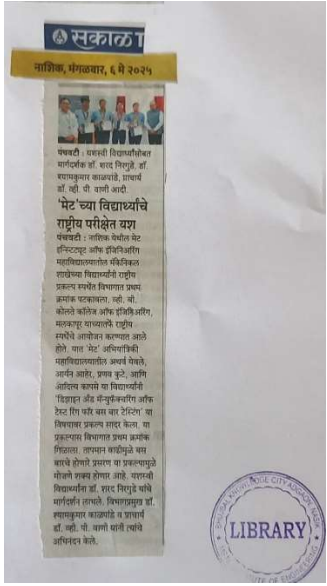 सकाळ
नाशिक, मंगळवार, ६ मे २०२५
पंचवटी : यशस्वी विद्यार्थ्यांसोबत
मार्गदर्शक डॉ. शरद निरगुडे, डॉ.
श्यामकुमार काळपांडे, प्राचार्य
डॉ. व्ही. पी. वाणी आदी.
'मेट'च्या विद्यार्थ्यांचे
राष्ट्रीय परीक्षेत यश
पंचवटी : नाशिक येथील मेट
इन्स्टिट्यूट ऑफ इंजिनिअरिंग
महाविद्यालयातील मॅकेनिकल
शाखेच्या विद्यार्थ्यांनी राष्ट्रीय
प्रकल्प स्पर्धेत विभागात प्रथम
क्रमांक पटकावला. व्ही. बी.
कोलते कॉलेज ऑफ इंजिनिअरिंग,
मलकापूर यांच्यातर्फे राष्ट्रीय
स्पर्धेचे आयोजन करण्यात आले
होते. यात 'मेट' अभियांत्रिकी
महाविद्यालयातील अथर्व येवले,
आर्यन आहेर, प्रणव कुटे, आणि
आदित्य कापसे या विद्यार्थ्यांनी
'डिझाइन अँड मॅन्युफॅक्चरिंग ऑफ
टेस्ट रिंग फॉर बस बार टेस्टिंग' या
विषयावर प्रकल्प सादर केला. या
प्रकल्पास विभागात प्रथम क्रमांक
मिळाला. तापमान वाढीमुळे बस
बारचे होणारे प्रसरण या प्रकल्पामुळे
मोजणे शक्य होणार आहे. यशस्वी
विद्यार्थ्यांना डॉ. शरद निरगुडे यांचे
मार्गदर्शन लाभले. विभागप्रमुख डॉ.
श्यामकुमार काळपांडे व प्राचार्य
डॉ. व्ही. पी. वाणी यांनी त्यांचे
अभिनंदन केले.
BHUJBAL KNOWLEDGE CITY
LIBRARY